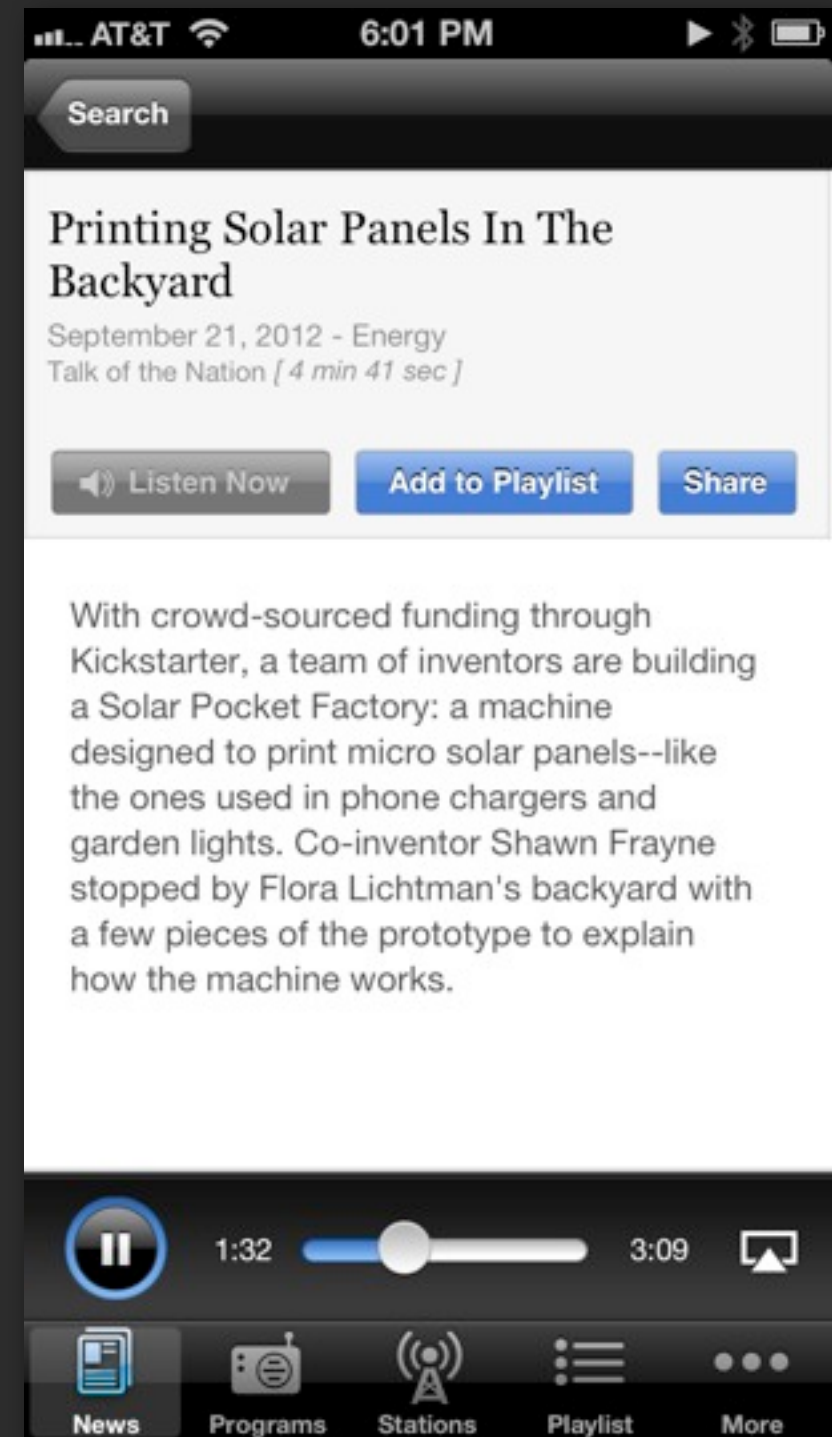 AT&T 6:01 PM
Search
Printing Solar Panels In The
Backyard
September 21, 2012 - Energy
Talk of the Nation [ 4 min 41 sec ]
Listen Now Add to Playlist Share
With crowd-sourced funding through
Kickstarter, a team of inventors are building
a Solar Pocket Factory: a machine
designed to print micro solar panels--like
the ones used in phone chargers and
garden lights. Co-inventor Shawn Frayne
stopped by Flora Lichtman's backyard with
a few pieces of the prototype to explain
how the machine works.
1:32 3:09
News Programs Stations Playlist More